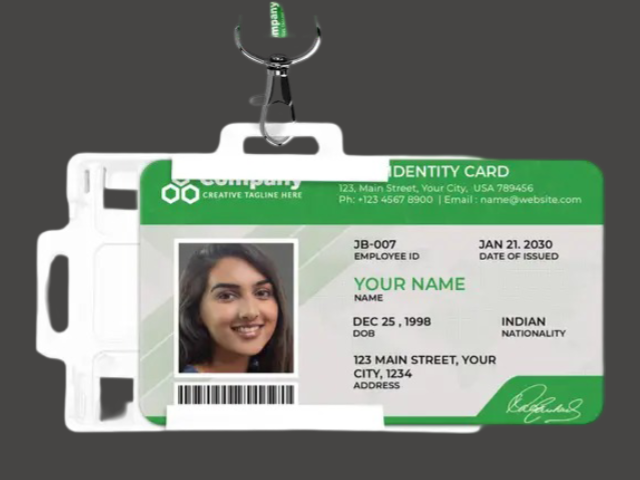 mpany
IDENTITY CARD
Company
CREATIVE TAGLINE HERE
123, Main Street, Your City,  USA 789456
Ph: +123 4567 8900  | Email : name@website.com
JB-007
EMPLOYEE ID
JAN 21. 2030
DATE OF ISSUED
YOUR NAME
NAME
DEC 25 , 1998
DOB
INDIAN
NATIONALITY
123 MAIN STREET, YOUR
CITY, 1234
ADDRESS